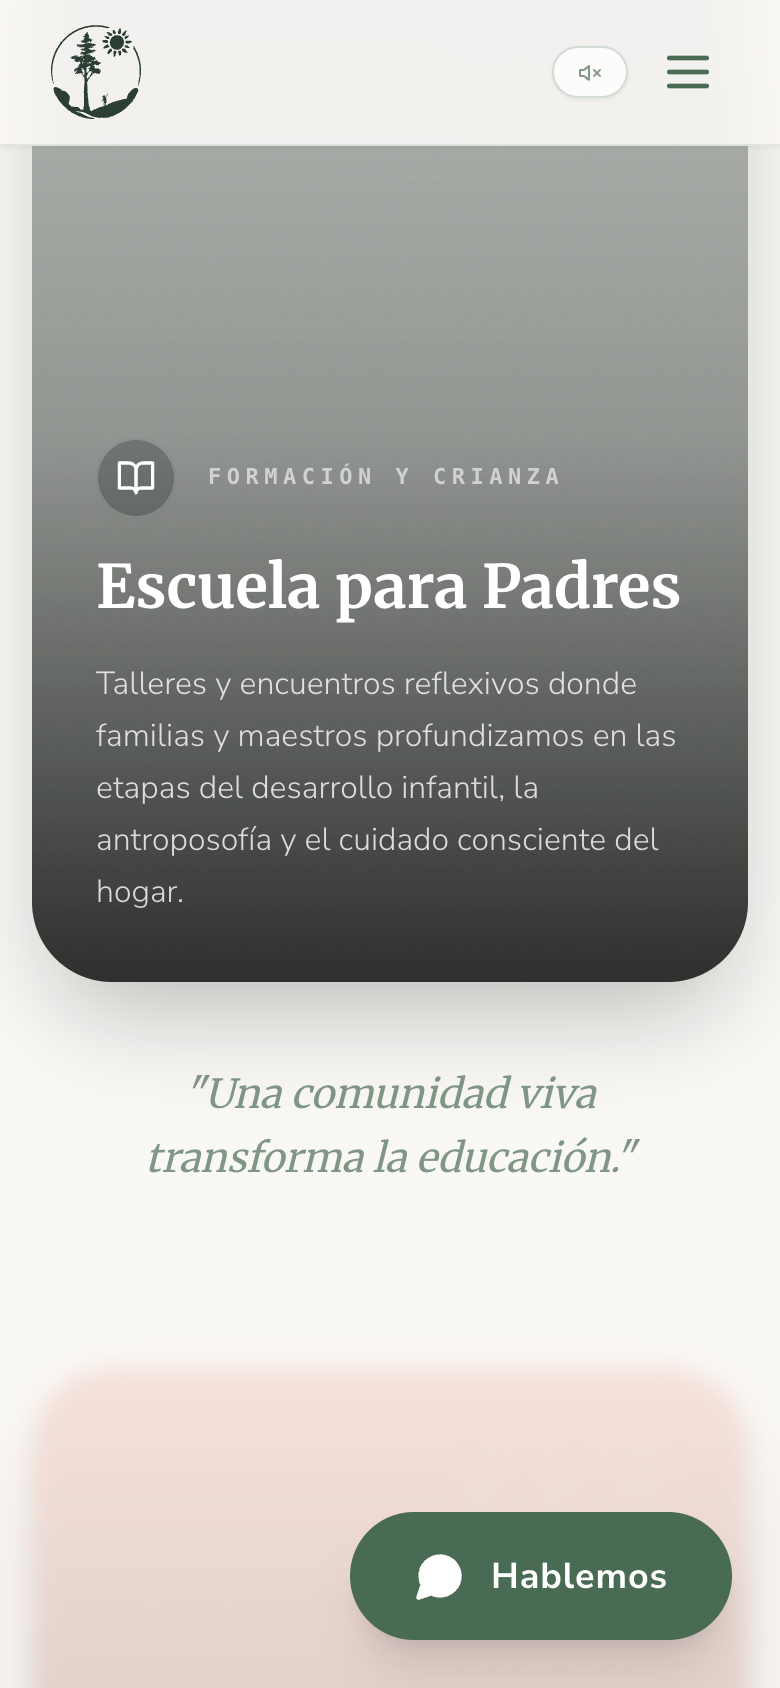 FORMACIÓN Y CRIANZA
Escuela para Padres
Talleres y encuentros reflexivos donde
familias y maestros profundizamos en las
etapas del desarrollo infantil, la
antroposofía y el cuidado consciente del
hogar.
"Una comunidad viva
transforma la educación."
Hablemos